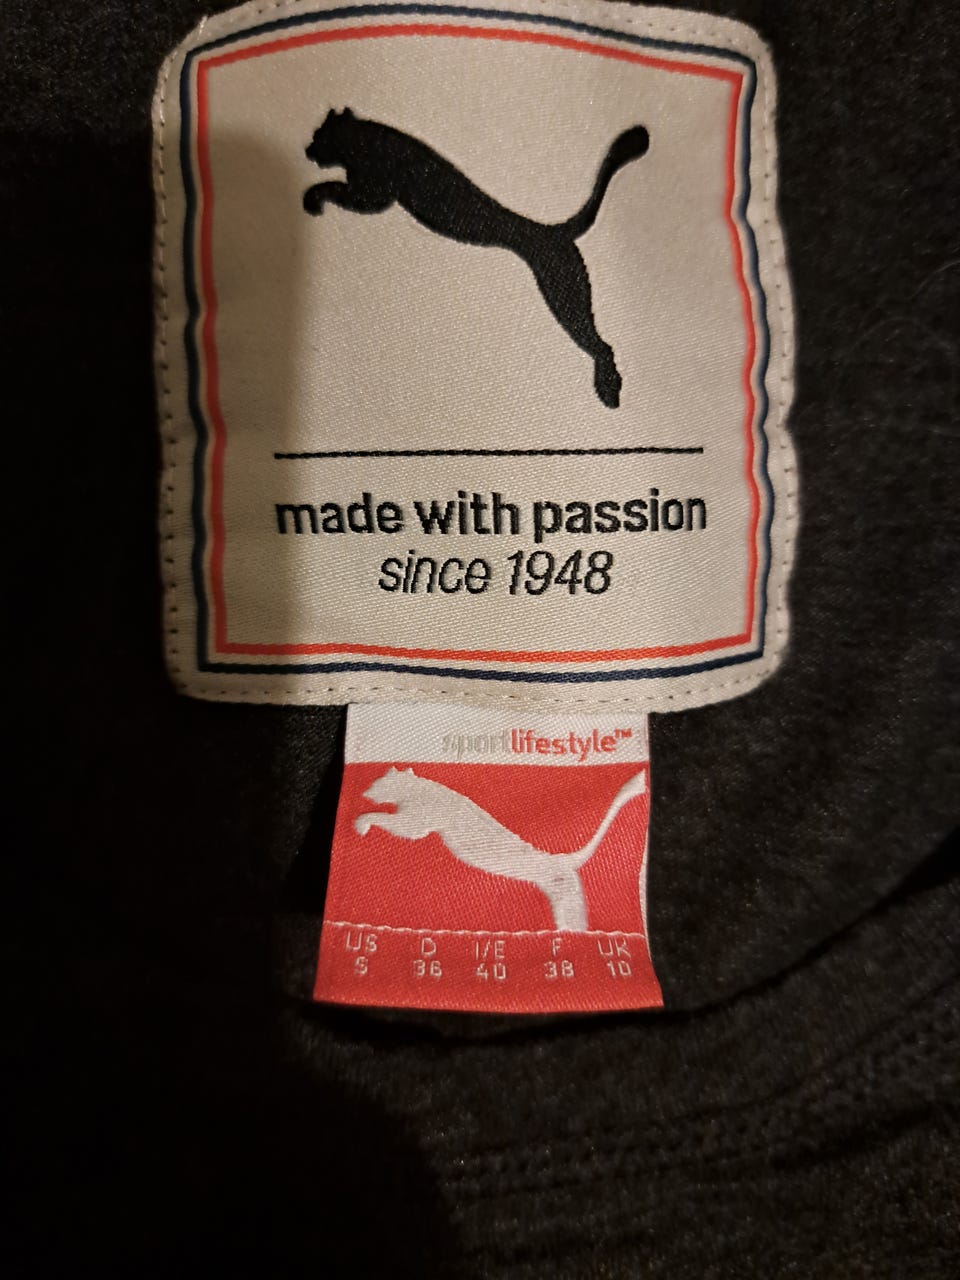 made with passion
since 1948
sportlifestyle™
US D I/E F UK
S 36 40 38 10